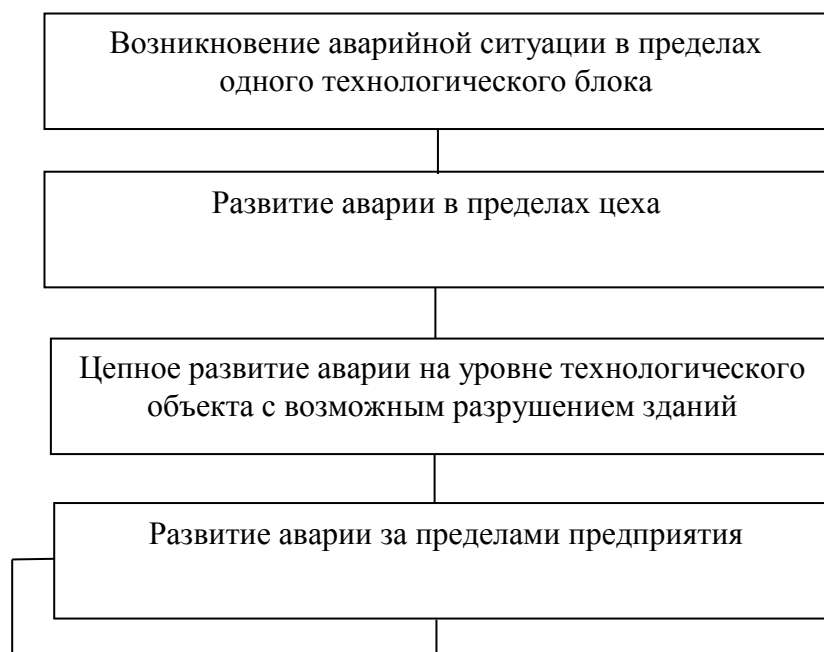 Возникновение аварийной ситуации в пределах
одного технологического блока
Развитие аварии в пределах цеха
Цепное развитие аварии на уровне технологического
объекта с возможным разрушением зданий
Развитие аварии за пределами предприятия